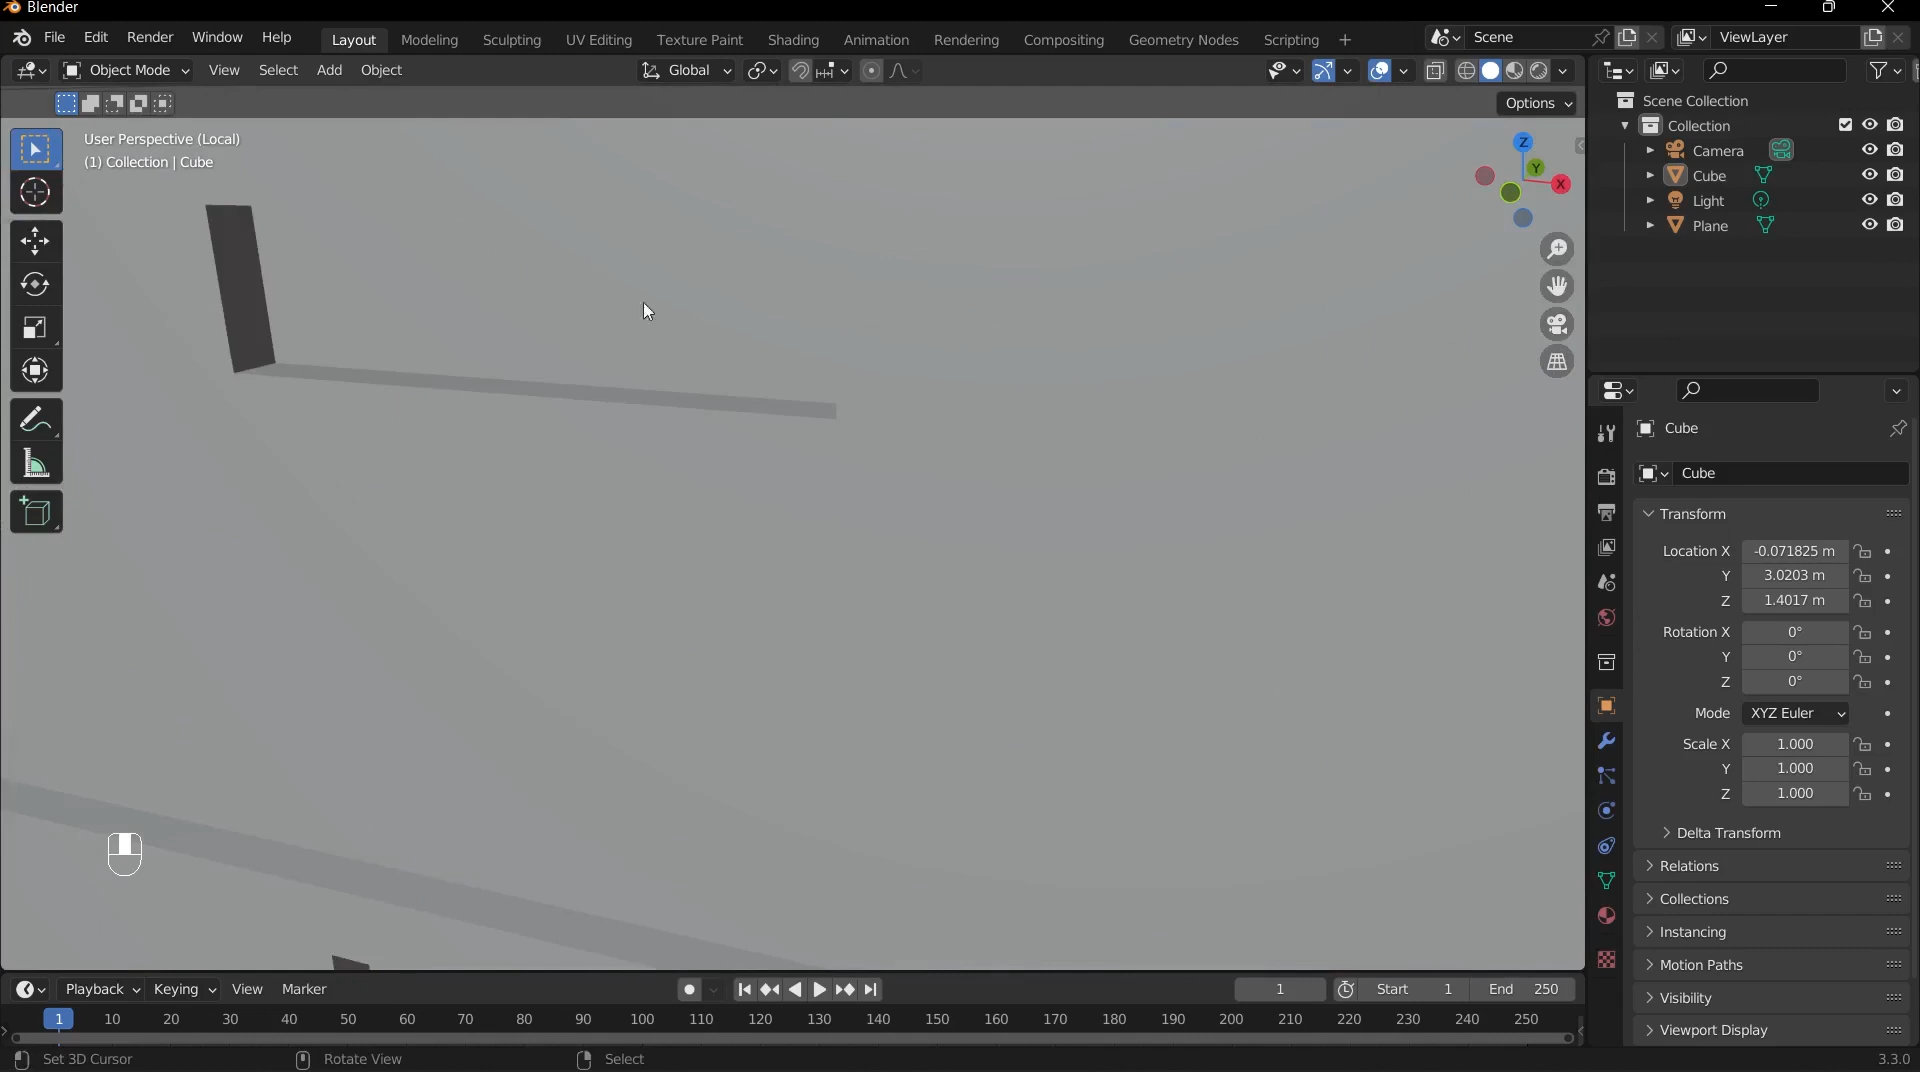 Blender
File Edit Render Window Help Layout Modeling Sculpting UV Editing Texture Paint Shading Animation Rendering Compositing Geometry Nodes Scripting + Scene ViewLayer
Object Mode View Select Add Object Global
Options
User Perspective (Local)
(1) Collection | Cube
Z
Y
X
Scene Collection
Collection
Camera
Cube
Light
Plane
Cube
Cube
Transform
Location X -0.071825 m
Y 3.0203 m
Z 1.4017 m
Rotation X 0°
Y 0°
Z 0°
Mode XYZ Euler
Scale X 1.000
Y 1.000
Z 1.000
Delta Transform
Relations
Collections
Instancing
Motion Paths
Visibility
Viewport Display
Playback Keying View Marker 1 Start 1 End 250
1 10 20 30 40 50 60 70 80 90 100 110 120 130 140 150 160 170 180 190 200 210 220 230 240 250
Set 3D Cursor Rotate View Select 3.3.0